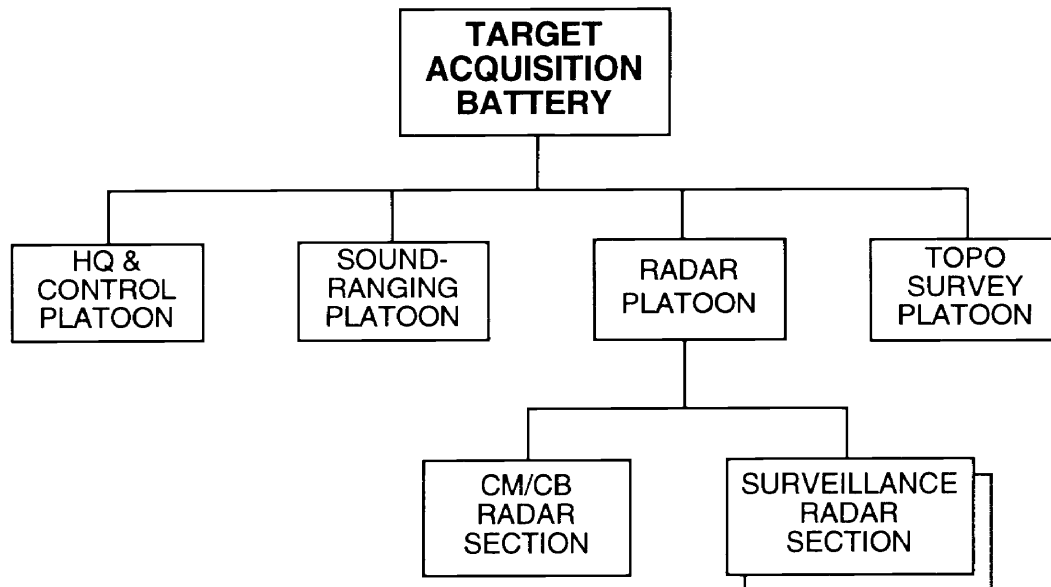 TARGET
ACQUISITION
BATTERY
HQ &
CONTROL
PLATOON
SOUND-
RANGING
PLATOON
RADAR
PLATOON
TOPO
SURVEY
PLATOON
CM/CB
RADAR
SECTION
SURVEILLANCE
RADAR
SECTION